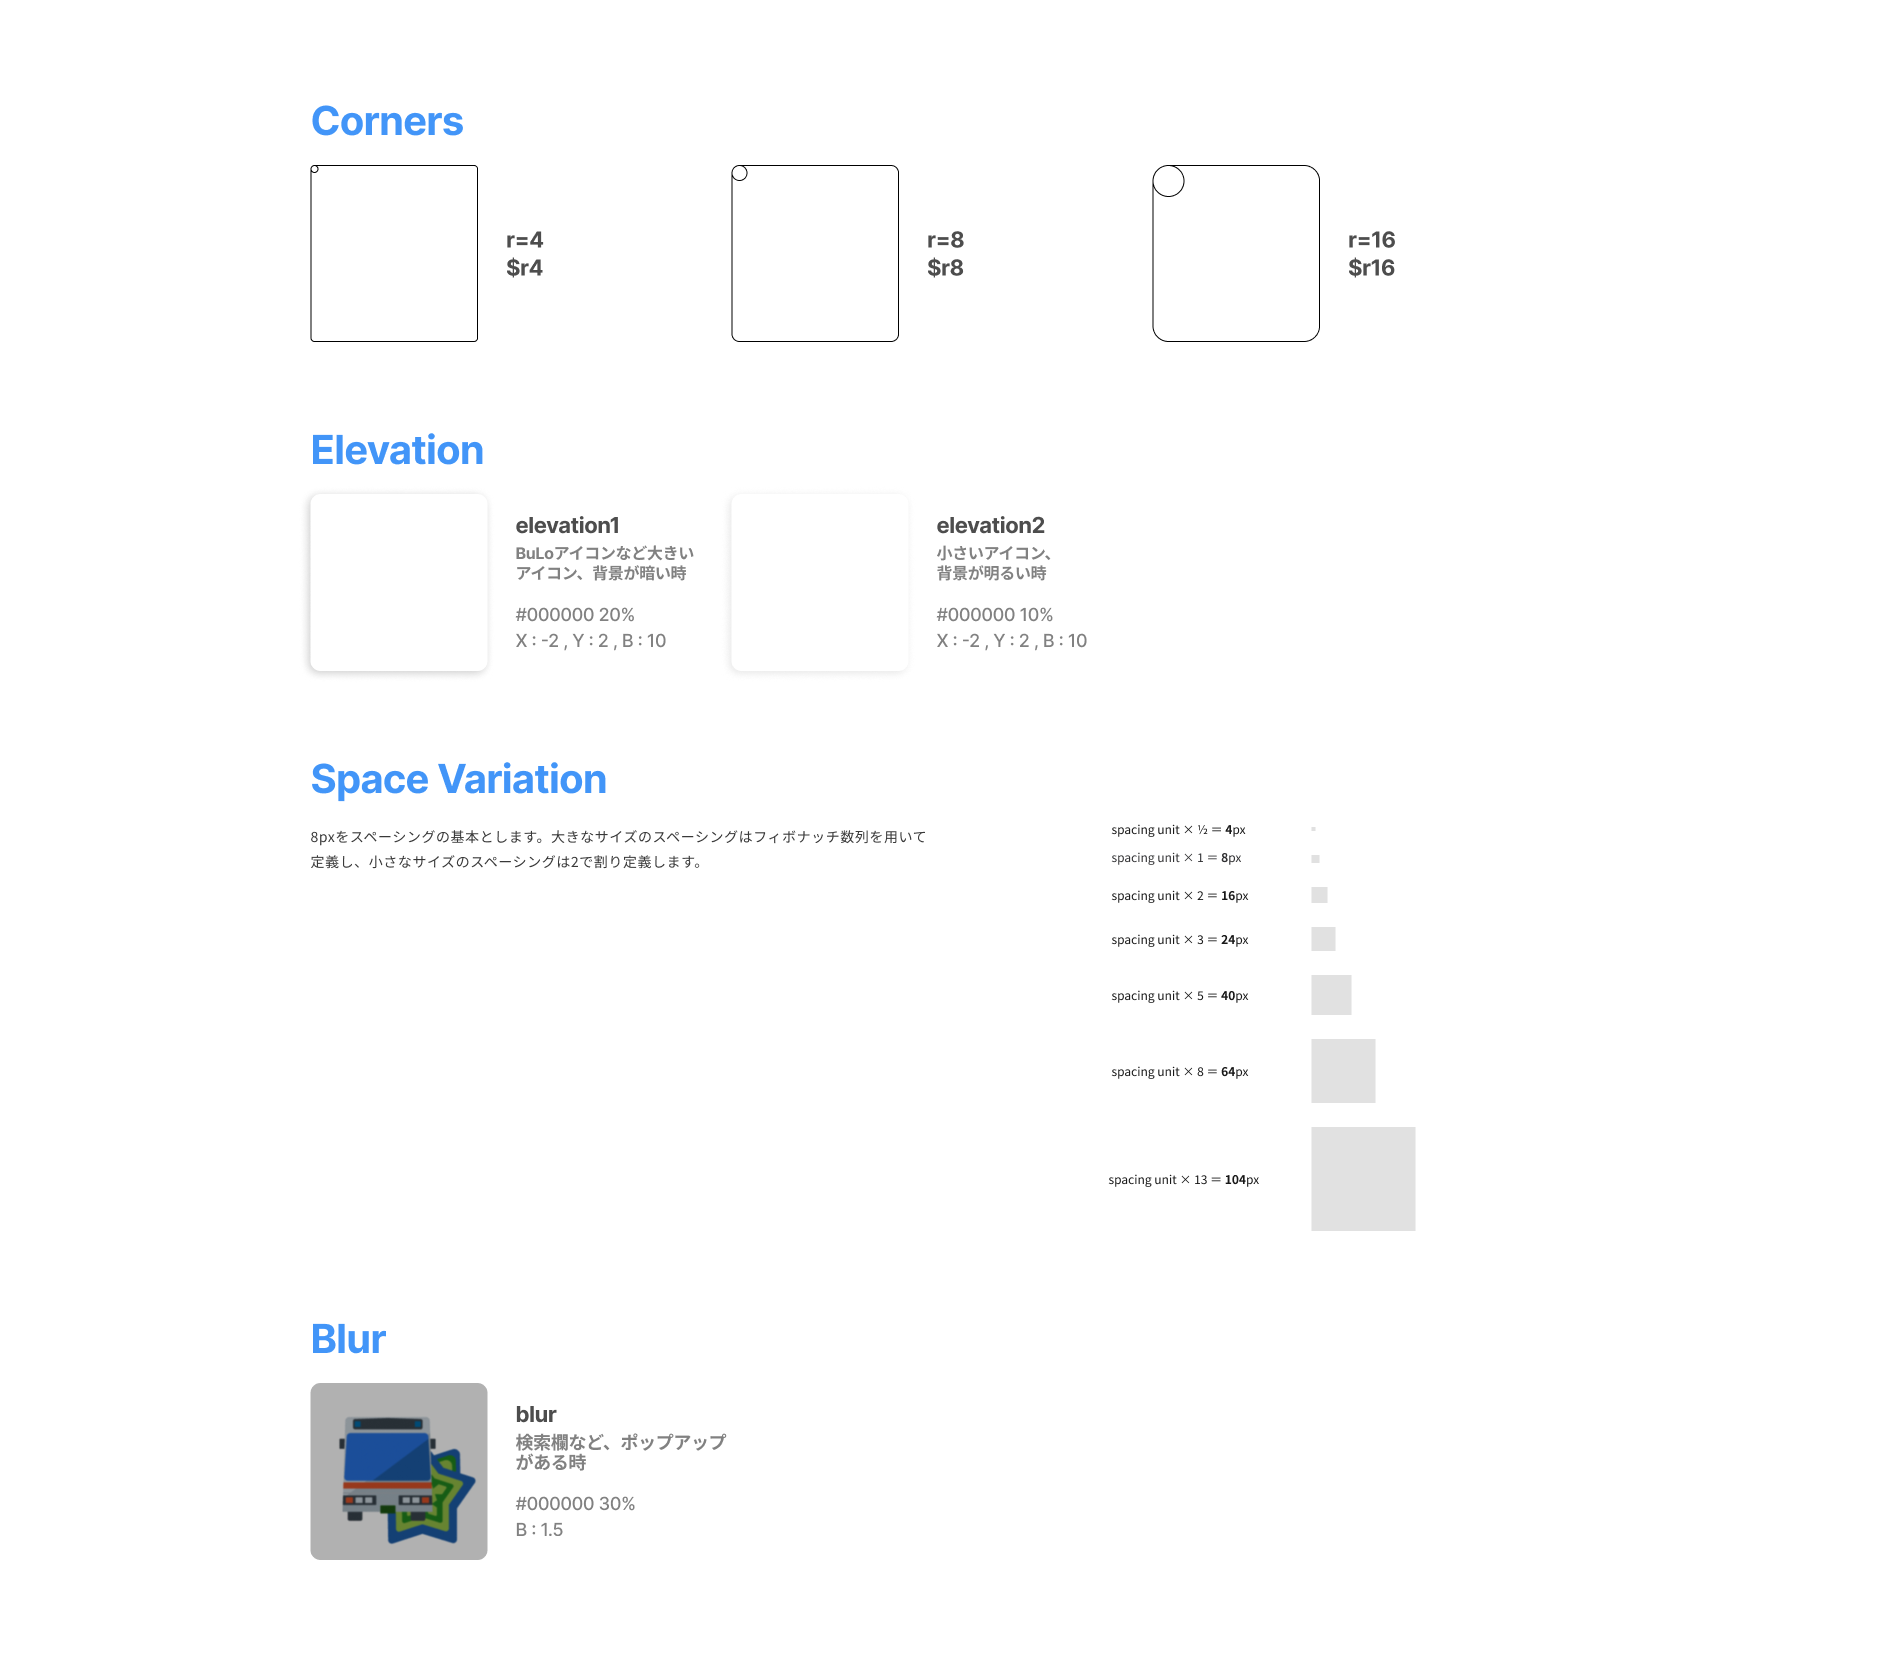 Corners
r=4
$r4
r=8
$r8
r=16
$r16
Elevation
elevation1
BuLoアイコンなど大きい
アイコン、背景が暗い時
#000000 20%
X : -2 , Y : 2 , B : 10
elevation2
小さいアイコン、
背景が明るい時
#000000 10%
X : -2 , Y : 2 , B : 10
Space Variation
8pxをスペーシングの基本とします。大きなサイズのスペーシングはフィボナッチ数列を用いて
定義し、小さなサイズのスペーシングは2で割り定義します。
spacing unit × ½ = 4px
spacing unit × 1 = 8px
spacing unit × 2 = 16px
spacing unit × 3 = 24px
spacing unit × 5 = 40px
spacing unit × 8 = 64px
spacing unit × 13 = 104px
Blur
blur
検索欄など、ポップアップ
がある時
#000000 30%
B : 1.5